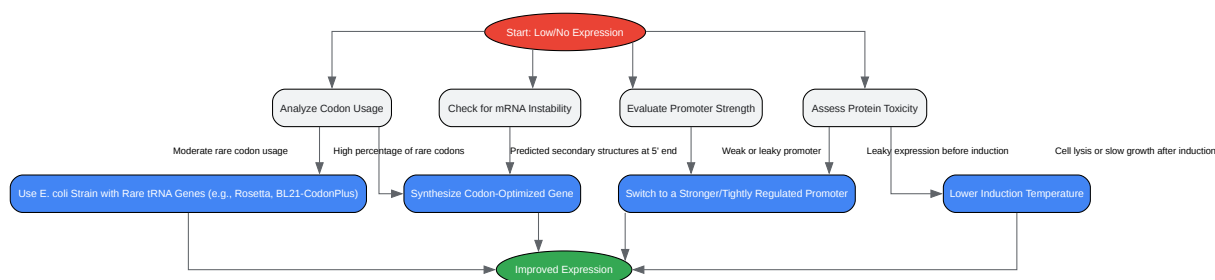 Start: Low/No Expression
Analyze Codon Usage
Check for mRNA Instability
Evaluate Promoter Strength
Assess Protein Toxicity
Moderate rare codon usage
High percentage of rare codons
Predicted secondary structures at 5' end
Weak or leaky promoter
Leaky expression before induction
Cell lysis or slow growth after induction
Use E. coli Strain with Rare tRNA Genes (e.g., Rosetta, BL21-CodonPlus)
Synthesize Codon-Optimized Gene
Switch to a Stronger/Tightly Regulated Promoter
Lower Induction Temperature
Improved Expression